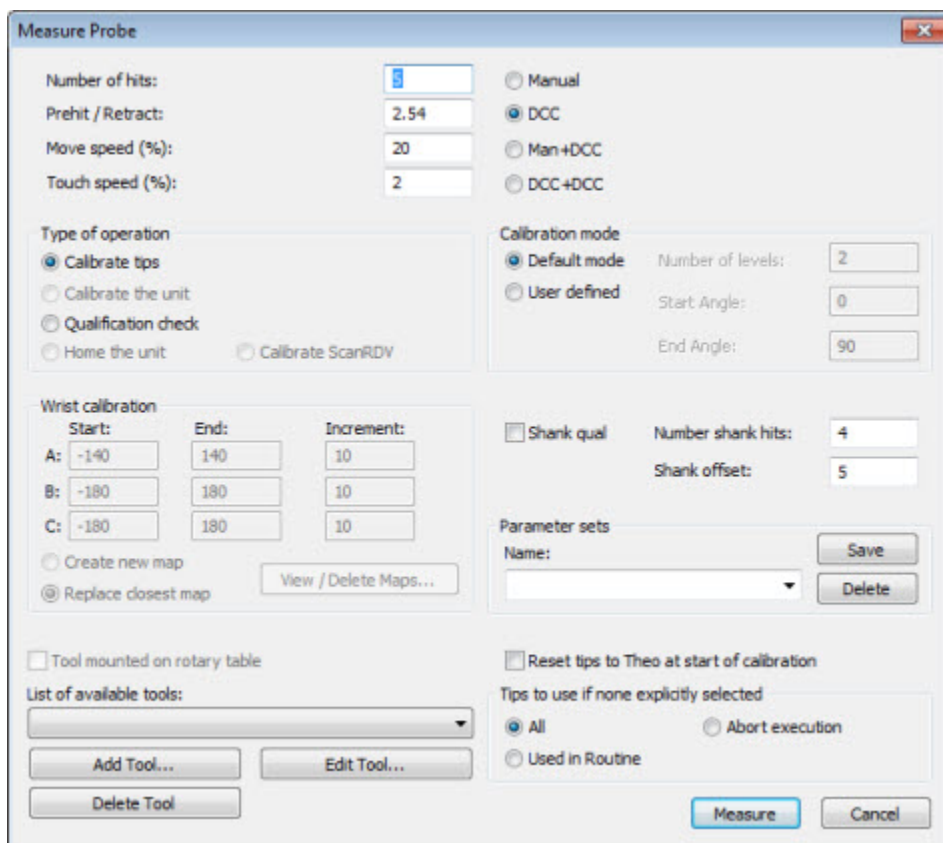 Measure Probe
Number of hits: 5
Manual
Prehit / Retract: 2.54
DCC
Move speed (%): 20
Man+DCC
Touch speed (%): 2
DCC+DCC
Type of operation
Calibrate tips
Calibrate the unit
Qualification check
Home the unit Calibrate ScanRDV
Calibration mode
Default mode Number of levels: 2
User defined Start Angle: 0
End Angle: 90
Wrist calibration
Start: End: Increment:
A: -140 140 10
B: -180 180 10
C: -180 180 10
Create new map
Replace closest map
View / Delete Maps...
Shank qual Number shank hits: 4
Shank offset: 5
Parameter sets
Name:
Save
Delete
Tool mounted on rotary table
List of available tools:
Add Tool... Edit Tool...
Delete Tool
Reset tips to Theo at start of calibration
Tips to use if none explicitly selected
All Abort execution
Used in Routine
Measure Cancel